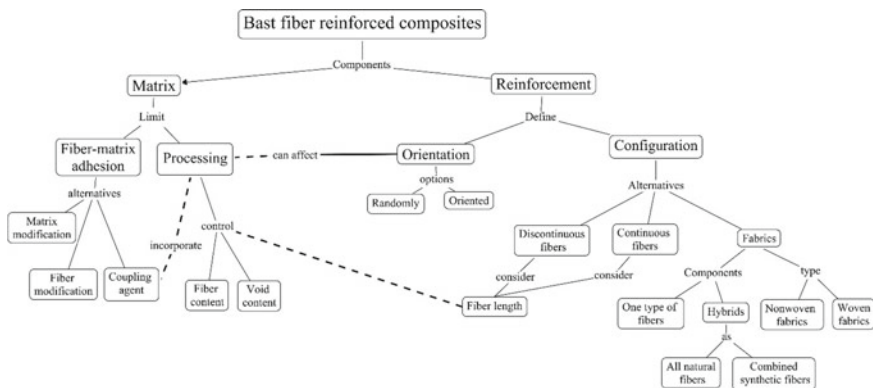 Bast fiber reinforced composites
Components
Matrix
Reinforcement
Limit
Define
Fiber-matrix
adhesion
Processing
can affect
Orientation
Configuration
alternatives
options
Alternatives
Randomly
Oriented
Matrix
modification
incorporate
control
Discontinuous
fibers
Continuous
fibers
Fabrics
Fiber
modification
Coupling
agent
Fiber
content
Void
content
consider
consider
Components
type
Fiber length
One type of
fibers
Hybrids
Nonwoven
fabrics
Woven
fabrics
as
All natural
fibers
Combined
synthetic fibers